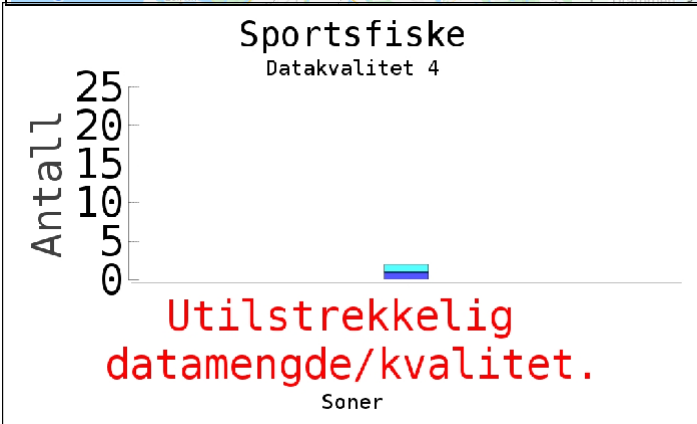 Sportsfiske
Datakvalitet 4
25
20
15
10
5
0
Antall
Utilstrekkelig
datamengde/kvalitet.
Soner